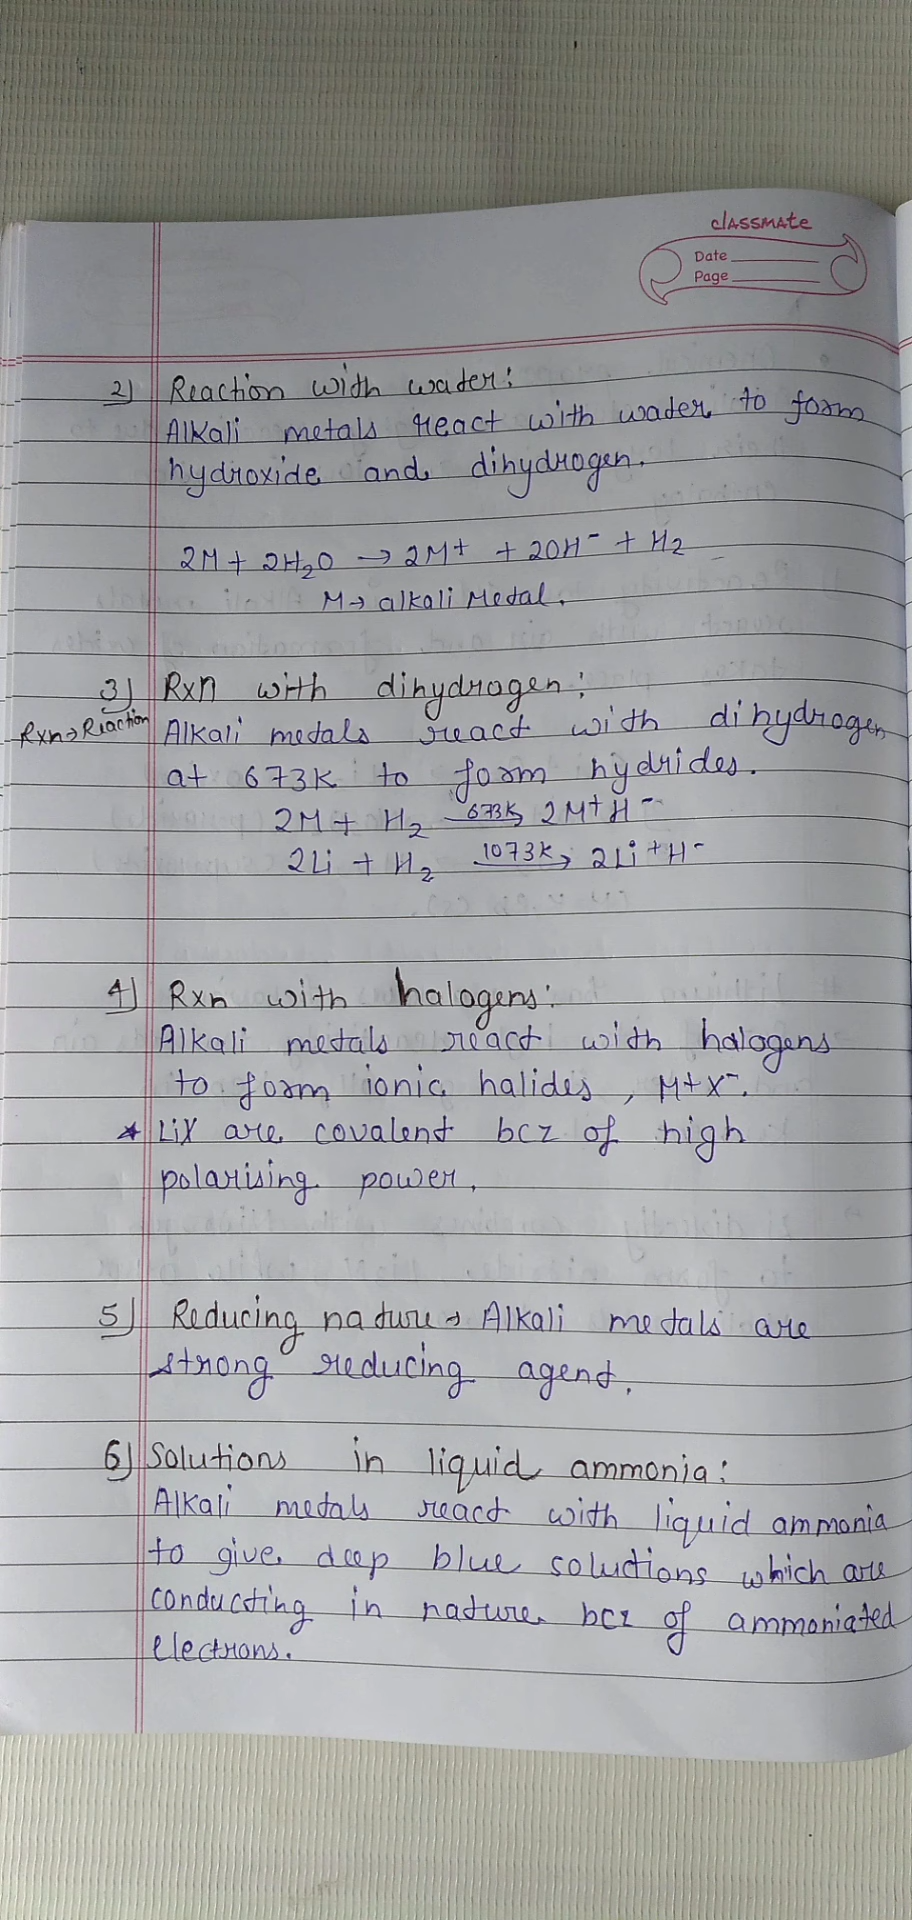 classmate
Date
Page
2) Reaction with water:
Alkali metals react with water to form
hydroxide and dihydrogen.
2M + 2H₂O → 2M+ + 2OH⁻ + H₂
M → alkali Metal.
3) Rxn with dihydrogen:
Rxn → Reaction
Alkali metals react with dihydrogen
at 673K to form hydrides.
2M + H₂ 673K→ 2M+H⁻
2Li + H₂ 1073K→ 2Li+H⁻
4) Rxn with halogens:
Alkali metals react with halogens
to form ionic halides, M+X⁻.
* LiX are covalent bcz of high
polarising power.
5) Reducing nature → Alkali metals are
strong reducing agent.
6) Solutions in liquid ammonia:
Alkali metals react with liquid ammonia
to give deep blue solutions which are
conducting in nature bcz of ammoniated
electrons.